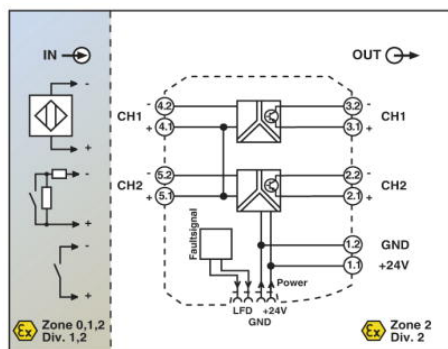 IN
OUT
-
+
-
+
-
+
CH1
-
4.2
3.2
-
CH1
+
4.1
3.1
+
CH2
-
5.2
2.2
-
CH2
+
5.1
2.1
+
Faultsignal
1.2
GND
1.1
+24V
Power
LFD
+24V
GND
Ex
Zone 0,1,2
Div. 1,2
Ex
Zone 2
Div. 2